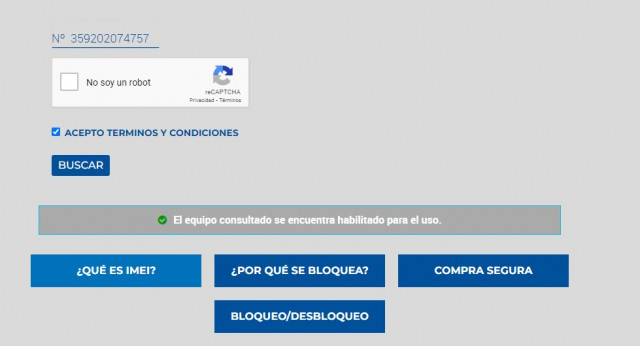 Nº 359202074757
No soy un robot
reCAPTCHA
Privacidad - Términos
ACEPTO TERMINOS Y CONDICIONES
BUSCAR
El equipo consultado se encuentra habilitado para el uso.
¿QUÉ ES IMEI?
¿POR QUÉ SE BLOQUEA?
COMPRA SEGURA
BLOQUEO/DESBLOQUEO